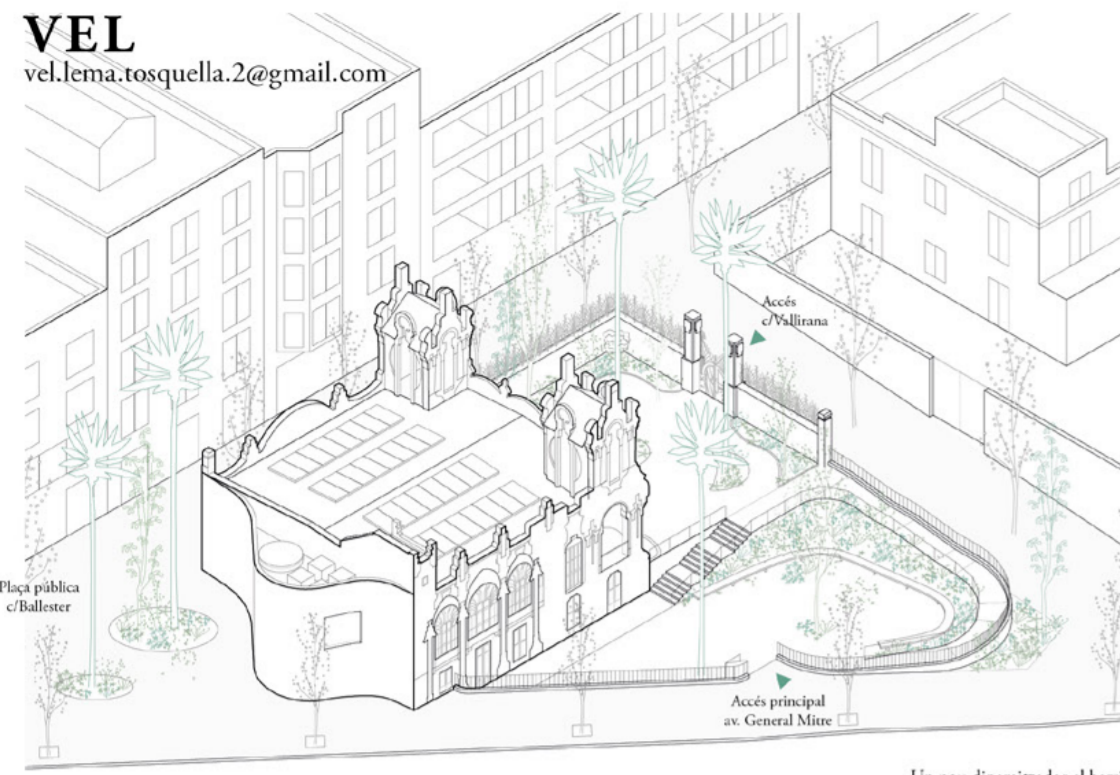 VEL
vel.lema.tosquella.2@gmail.com
Accés
c/Vallirana
Plaça pública
c/Ballester
Accés principal
av. General Mitre